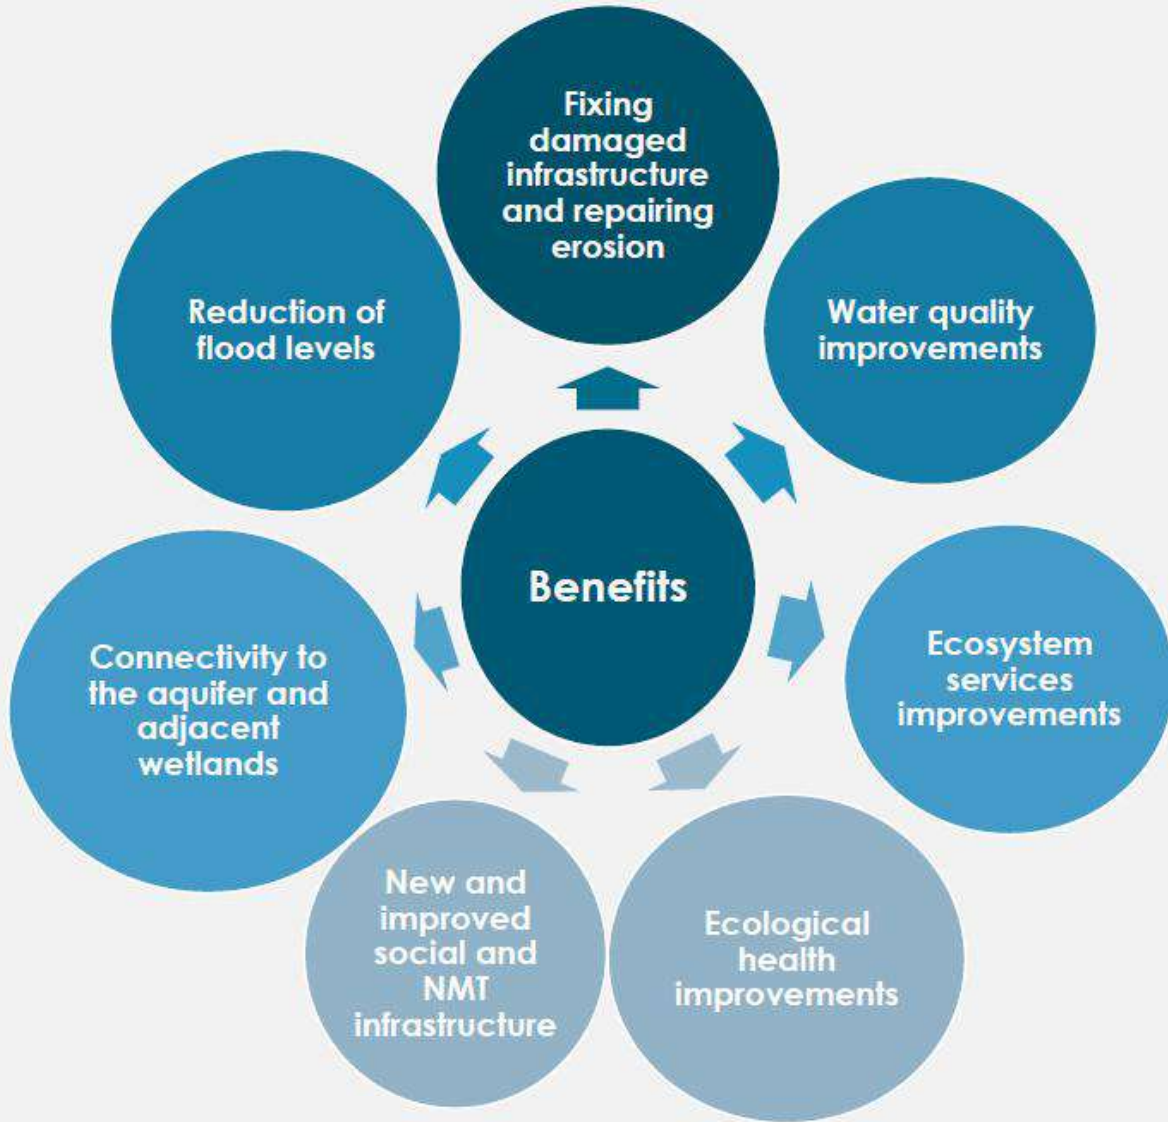 Fixing
damaged
infrastructure
and repairing
erosion
Water quality
improvements
Ecosystem
services
improvements
Ecological
health
improvements
New and
improved
social and
NMT
infrastructure
Connectivity to
the aquifer and
adjacent
wetlands
Reduction of
flood levels
Benefits